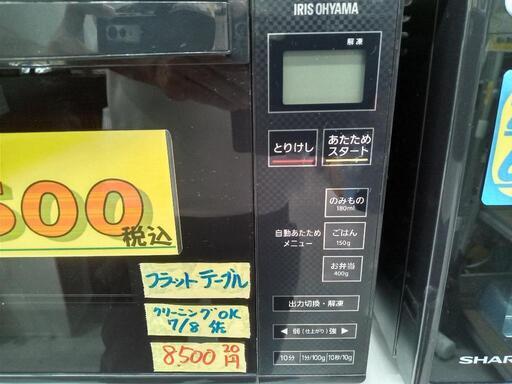 IRIS OHYAMA
解凍
とりけし
あたため
スタート
500
税込
のみもの
180ml
自動あたため
メニュー
ごはん
150g
お弁当
400g
フラットテーブル
クリーニングOK
7/8 佐
8500円
出力切換・解凍
◀ 弱 (仕上がり) 強 ▶
10分 1分/100g 10秒/10g
SHAR